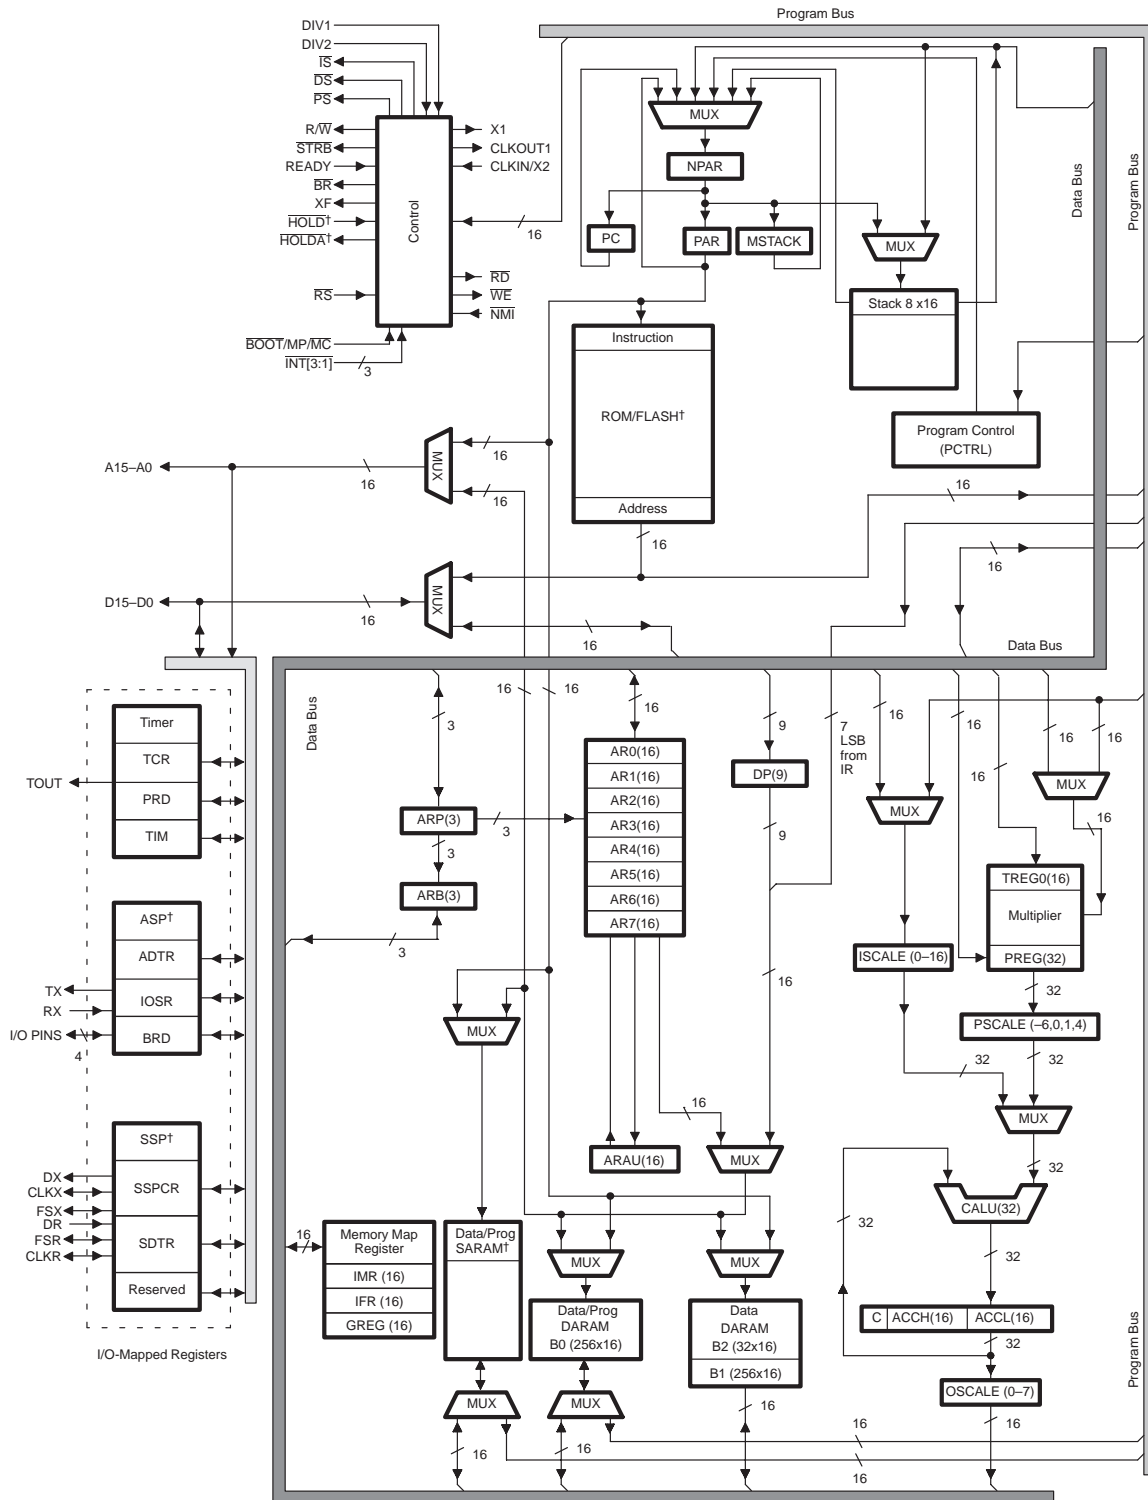 Program Bus
DIV1
DIV2
IS
DS
PS
R/W
STRB
READY
BR
XF
HOLD†
HOLDA†
RS
BOOT/MP/MC
INT[3:1]
3
Control
X1
CLKOUT1
CLKIN/X2
16
RD
WE
NMI
MUX
NPAR
PC
PAR
MSTACK
MUX
Stack 8 x16
Data Bus
Program Bus
Instruction
ROM/FLASH†
Address
16
Program Control
(PCTRL)
A15–A0
16
MUX
16
16
16
16
D15–D0
16
MUX
16
Data Bus
Data Bus
16
16
3
16
9
7
LSB
from
IR
16
16
16
16
16
Timer
TCR
PRD
TIM
TOUT
ARP(3)
3
3
ARB(3)
3
AR0(16)
AR1(16)
AR2(16)
AR3(16)
AR4(16)
AR5(16)
AR6(16)
AR7(16)
DP(9)
9
16
MUX
MUX
16
TREG0(16)
Multiplier
PREG(32)
ISCALE (0–16)
32
PSCALE (–6,0,1,4)
32
32
MUX
32
ASP†
ADTR
IOSR
BRD
TX
RX
I/O PINS
4
MUX
16
ARAU(16)
MUX
CALU(32)
32
32
C
ACCH(16)
ACCL(16)
32
OSCALE (0–7)
16
SSP†
SSPCR
SDTR
Reserved
DX
CLKX
FSX
DR
FSR
CLKR
I/O-Mapped Registers
16
Memory Map
Register
IMR (16)
IFR (16)
GREG (16)
Data/Prog
SARAM†
MUX
16
MUX
Data/Prog
DARAM
B0 (256x16)
MUX
16
MUX
Data
DARAM
B2 (32x16)
B1 (256x16)
16
16
16
Program Bus